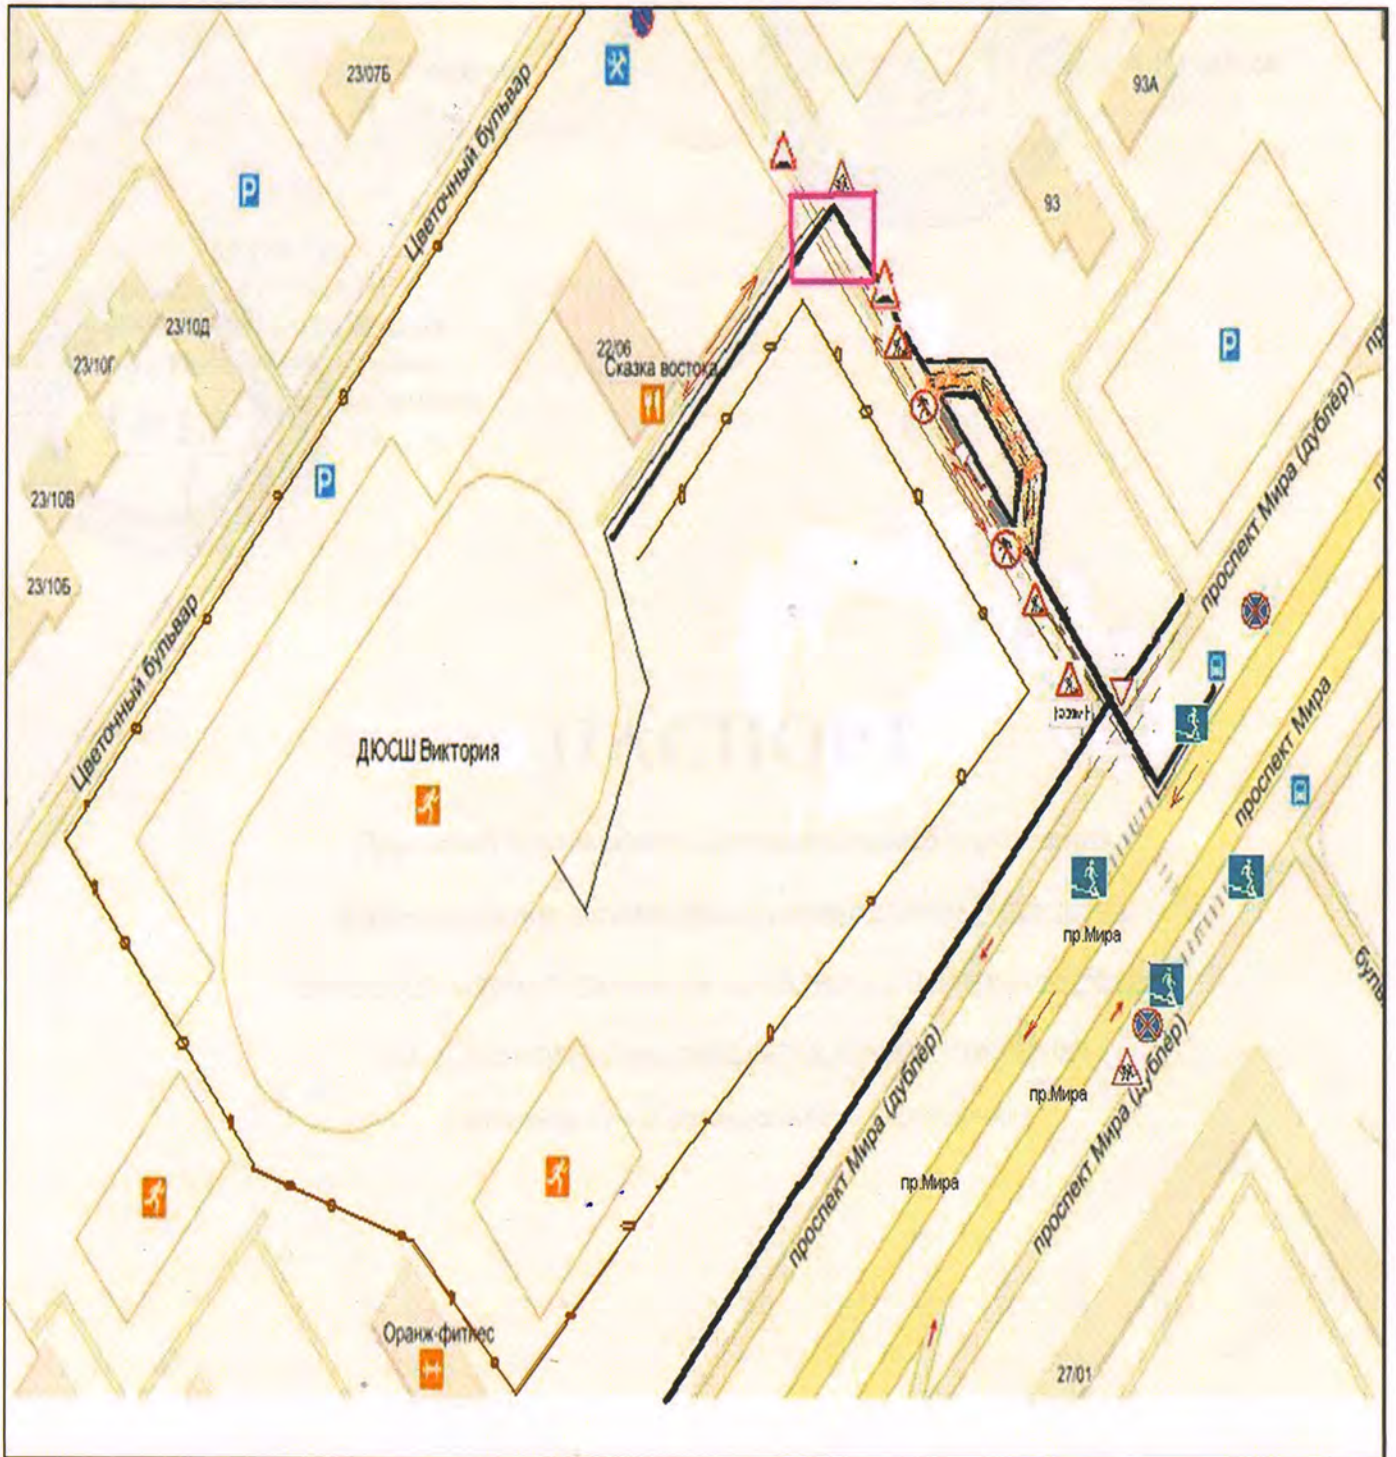 23/07Б
93А
Цветочный бульвар
P
93
23/10Д
23/10Г
22/06
Сказка востока
P
P
23/10В
проспект Мира (дублёр)
23/10Б
Цветочный бульвар
проспект Мира
ДЮСШ Виктория
пр.Мира
пр.Мира
проспект Мира (дублёр)
проспект Мира (дублёр)
пр.Мира
Оранж-фитнес
27/01